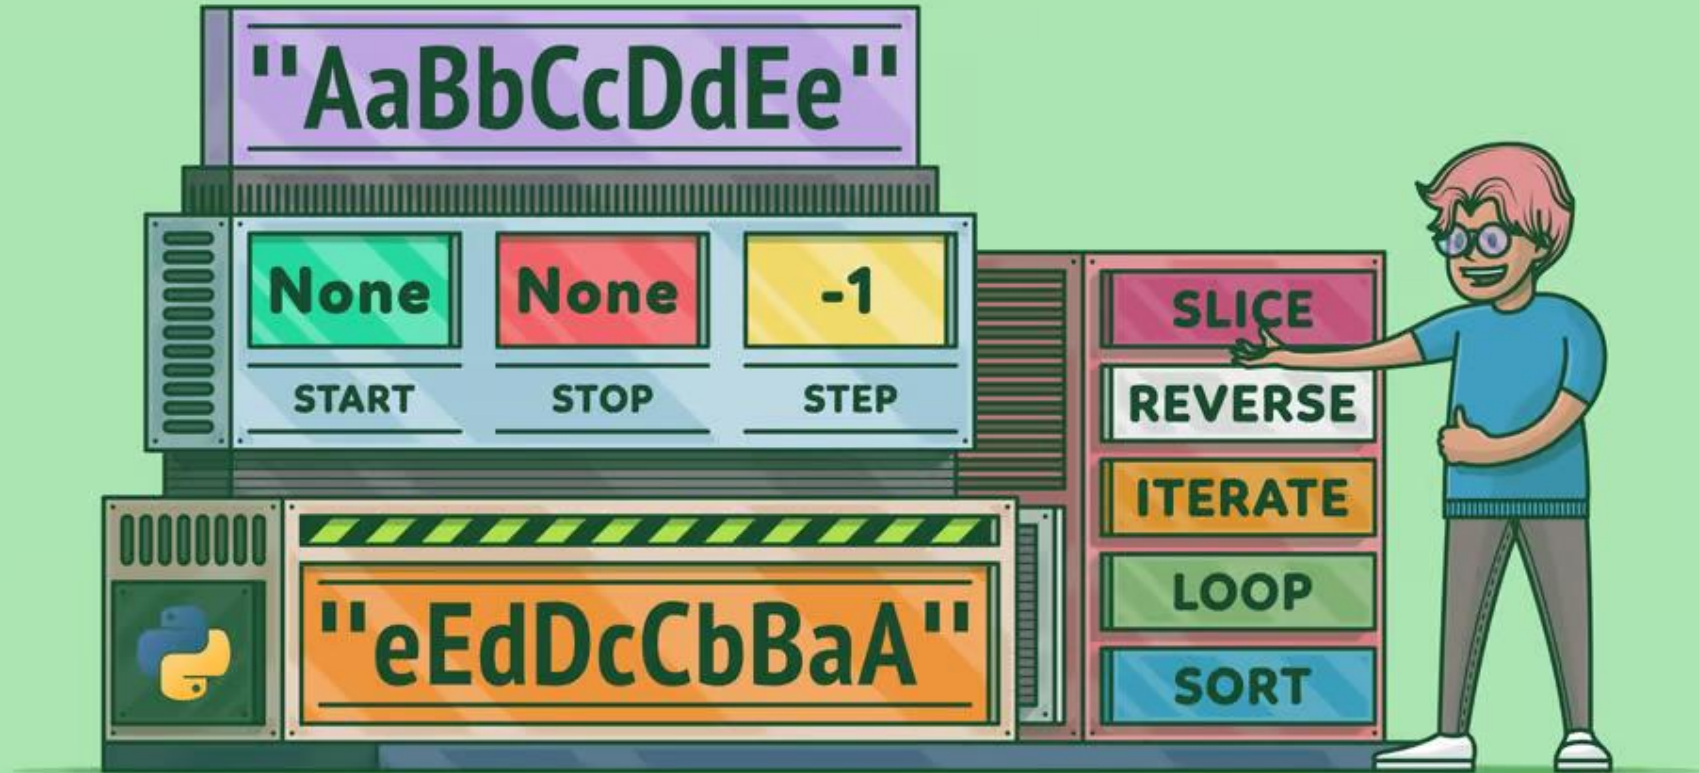 "AaBbCcDdEe"
None None -1
START STOP STEP
"eEdDcCbBaA"
SLICE
REVERSE
ITERATE
LOOP
SORT